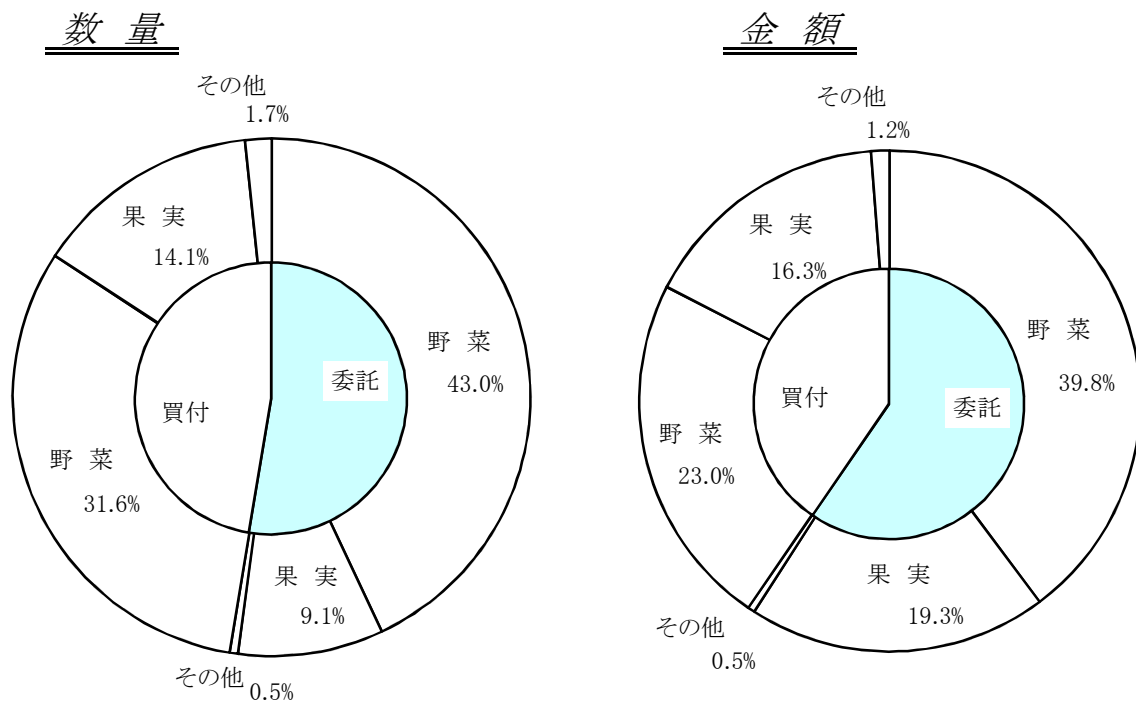 数 量
その他
1.7%
果 実
14.1%
野 菜
43.0%
委託
買付
野 菜
31.6%
果 実
9.1%
その他
0.5%
金 額
その他
1.2%
果 実
16.3%
野 菜
39.8%
買付
委託
野 菜
23.0%
果 実
19.3%
その他
0.5%